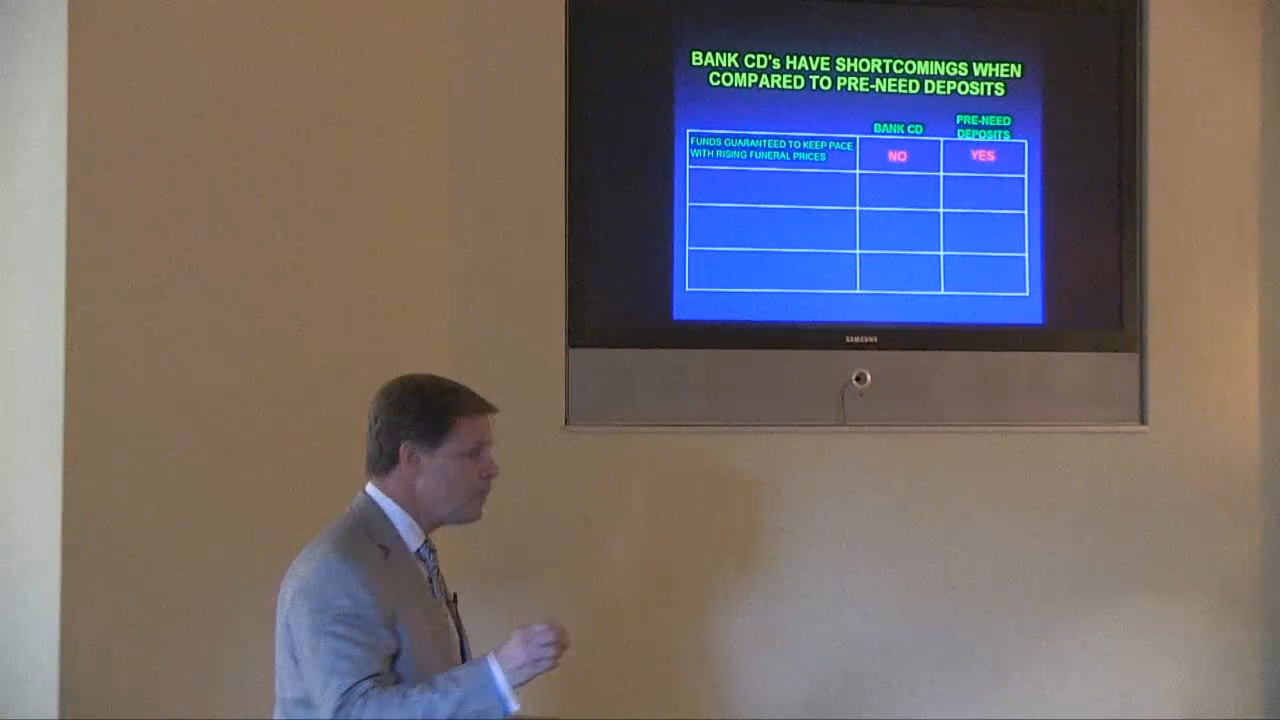 BANK CD's HAVE SHORTCOMINGS WHEN
COMPARED TO PRE-NEED DEPOSITS
BANK CD
PRE-NEED
DEPOSITS
FUNDS GUARANTEED TO KEEP PACE
WITH RISING FUNERAL PRICES
NO
YES
SAMSUNG